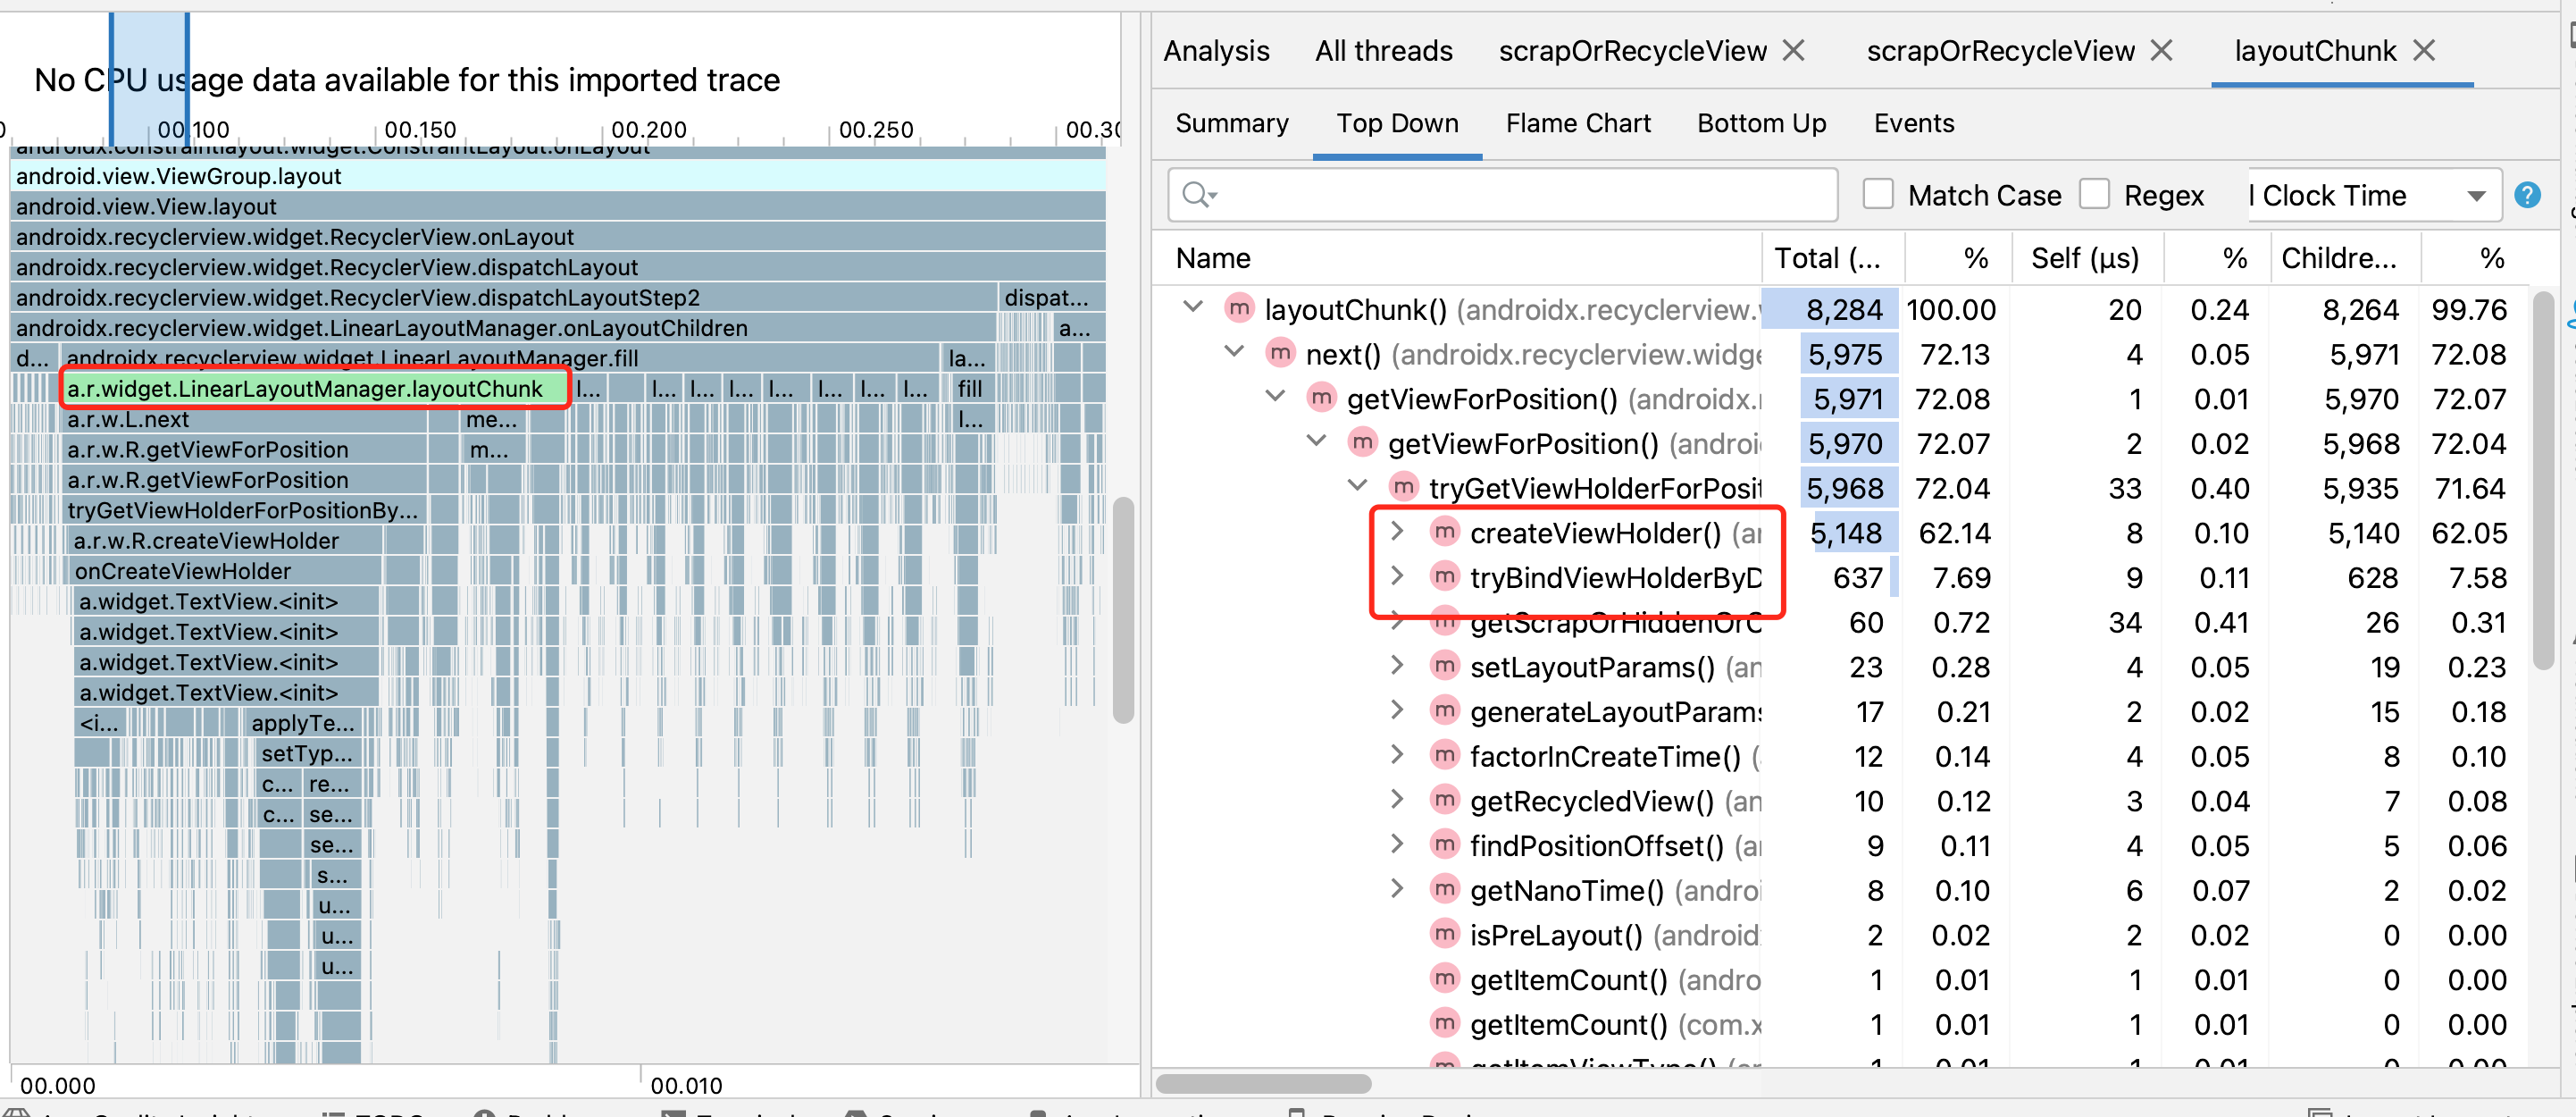 No CPU usage data available for this imported trace
00.100 00.150 00.200 00.250
androidx.constraintlayout.widget.ConstraintLayout.onLayout
android.view.ViewGroup.layout
android.view.View.layout
androidx.recyclerview.widget.RecyclerView.onLayout
androidx.recyclerview.widget.RecyclerView.dispatchLayout
androidx.recyclerview.widget.RecyclerView.dispatchLayoutStep2 dispat...
androidx.recyclerview.widget.LinearLayoutManager.onLayoutChildren a...
d... androidx.recyclerview.widget.LinearLayoutManager.fill la...
a.r.widget.LinearLayoutManager.layoutChunk l... l... l... l... l... l... l... l... fill
a.r.w.L.next me... l...
a.r.w.R.getViewForPosition m...
a.r.w.R.getViewForPosition
tryGetViewHolderForPositionBy...
a.r.w.R.createViewHolder
onCreateViewHolder
a.widget.TextView.<init>
a.widget.TextView.<init>
a.widget.TextView.<init>
a.widget.TextView.<init>
<i... applyTe...
setTyp...
c... re...
c... se...
se...
s...
u...
u...
u...
00.000 00.010
Analysis All threads scrapOrRecycleView scrapOrRecycleView layoutChunk
Summary Top Down Flame Chart Bottom Up Events
Match Case Regex l Clock Time ?
Name Total (... % Self (µs) % Childre... %
m layoutChunk() (androidx.recyclerview. 8,284 100.00 20 0.24 8,264 99.76
m next() (androidx.recyclerview.widge 5,975 72.13 4 0.05 5,971 72.08
m getViewForPosition() (androidx. 5,971 72.08 1 0.01 5,970 72.07
m getViewForPosition() (androi 5,970 72.07 2 0.02 5,968 72.04
m tryGetViewHolderForPosit 5,968 72.04 33 0.40 5,935 71.64
m createViewHolder() (a 5,148 62.14 8 0.10 5,140 62.05
m tryBindViewHolderByD 637 7.69 9 0.11 628 7.58
m getScrapOrHiddenOrC 60 0.72 34 0.41 26 0.31
m setLayoutParams() (an 23 0.28 4 0.05 19 0.23
m generateLayoutParams 17 0.21 2 0.02 15 0.18
m factorInCreateTime() ( 12 0.14 4 0.05 8 0.10
m getRecycledView() (an 10 0.12 3 0.04 7 0.08
m findPositionOffset() (a 9 0.11 4 0.05 5 0.06
m getNanoTime() (androi 8 0.10 6 0.07 2 0.02
m isPreLayout() (android 2 0.02 2 0.02 0 0.00
m getItemCount() (andro 1 0.01 1 0.01 0 0.00
m getItemCount() (com.x 1 0.01 1 0.01 0 0.00
m getItemViewType() 1 0.01 1 0.01 0 0.00